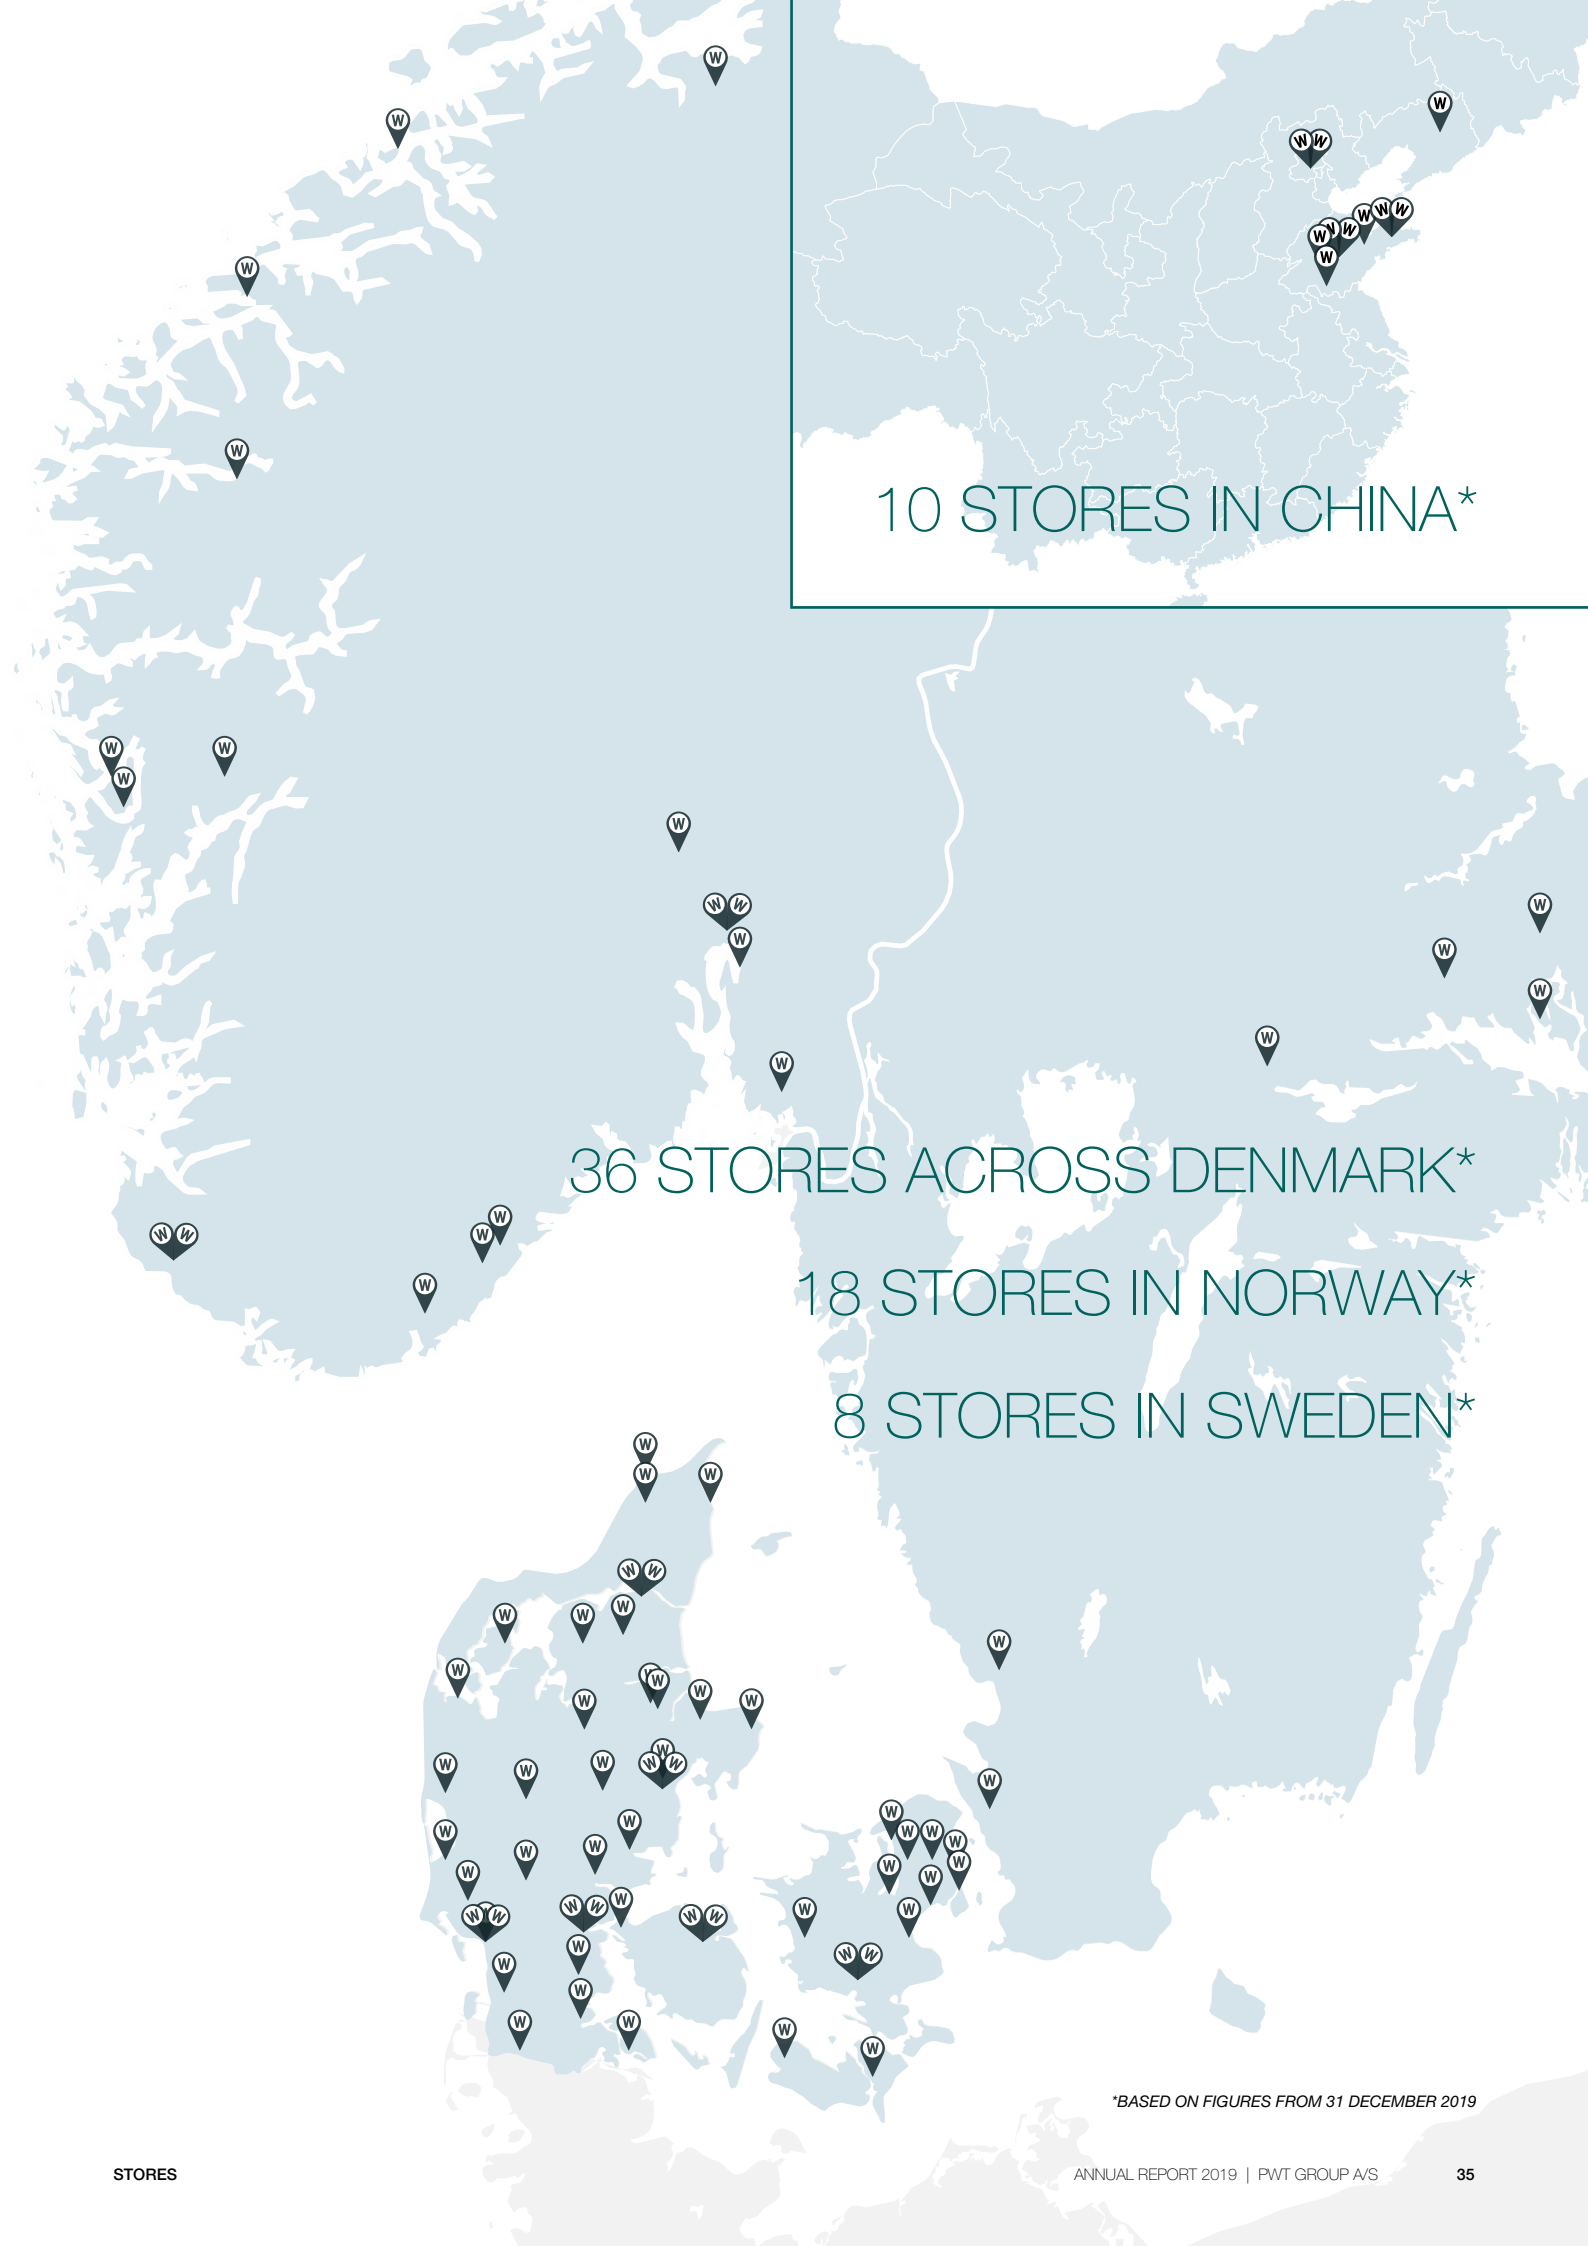 10 STORES IN CHINA*
36 STORES ACROSS DENMARK*
18 STORES IN NORWAY*
8 STORES IN SWEDEN*
*BASED ON FIGURES FROM 31 DECEMBER 2019
STORES
ANNUAL REPORT 2019 | PWT GROUP A/S 35